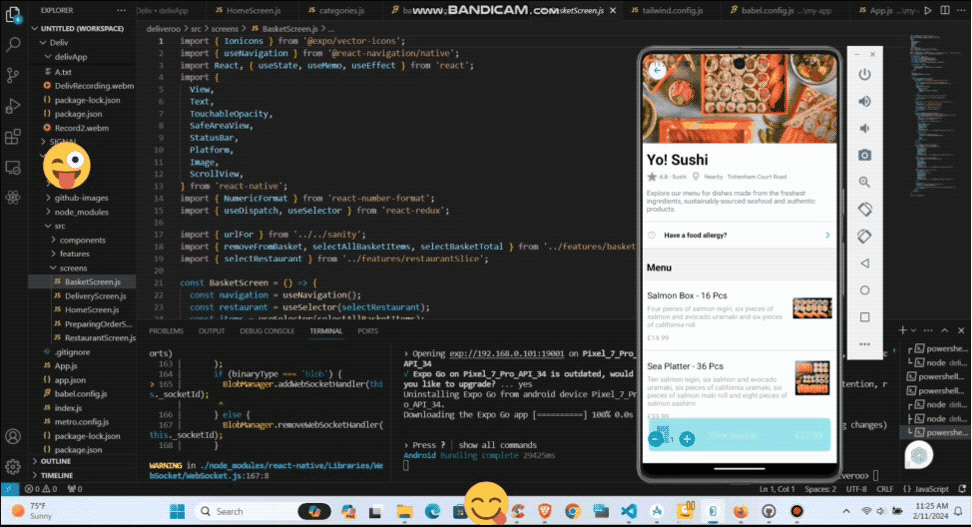 EXPLORER
UNTITLED (WORKSPACE)
Deliv
delivApp
A.txt
DelivRecording.webm
package-lock.json
package.json
Record2.webm
github-images
node_modules
src
components
features
screens
BasketScreen.js
DeliveryScreen.js
HomeScreen.js
PreparingOrderS...
RestaurantScreen.js
.gitignore
App.js
app.json
babel.config.js
index.js
metro.config.js
package-lock.json
package.json
OUTLINE
TIMELINE
HomeScreen.js
categories.js
www.BANDICAM.com
BasketScreen.js
tailwind.config.js
babel.config.js ...\my-app
App.js ...\my-
deliveroo > src > screens > BasketScreen.js > ...
1 import { Ionicons } from '@expo/vector-icons';
2 import { useNavigation } from '@react-navigation/native';
3 import React, { useState, useMemo, useEffect } from 'react';
4 import {
5 View,
6 Text,
7 TouchableOpacity,
8 SafeAreaView,
9 StatusBar,
10 Platform,
11 Image,
12 ScrollView,
13 } from 'react-native';
14 import { NumericFormat } from 'react-number-format';
15 import { useDispatch, useSelector } from 'react-redux';
16
17 import { urlFor } from '../../sanity';
18 import { removeFromBasket, selectAllBasketItems, selectBasketTotal } from '../features/basket
19 import { selectRestaurant } from '../features/restaurantSlice';
20
21 const BasketScreen = () => {
22 const navigation = useNavigation();
23 const restaurant = useSelector(selectRestaurant);
24 const items = useSelector(selectAllBasketItems);
PROBLEMS
OUTPUT
DEBUG CONSOLE
TERMINAL
PORTS
orts)
163 | );
164 | if (binaryType === 'blob') {
> 165 | BlobManager.addWebSocketHandler(thi
s._socketId);
| ^
166 | } else {
167 | BlobManager.removeWebSocketHandler(
this._socketId);
168 | }
WARNING in ./node_modules/react-native/Libraries/We
bSocket/WebSocket.js:167:8
› Opening exp://192.168.0.101:19001 on Pixel_7_Pro_
API_34
√ Expo Go on Pixel_7_Pro_API_34 is outdated, would
you like to upgrade? ... yes
Uninstalling Expo Go from android device Pixel_7_Pr
o_API_34.
Downloading the Expo Go app [==========] 100% 0.0s
› Press ? | show all commands
Android Bundling complete 29425ms
Yo! Sushi
4.8 · Sushi
Nearby · Tottenham Court Road
Explore our menu for dishes made from the freshest
ingredients, sustainably-sourced seafood and authentic
products.
Have a food allergy?
Menu
Salmon Box - 16 Pcs
Four pieces of salmon nigiri, six pieces of
salmon and avocado uramaki and six pieces
of california roll
£14.99
Sea Platter - 36 Pcs
Ten salmon nigiri, six salmon and avocado
uramaki, six pieces of california uramaki, six
pieces of salmon maki roll and eight pieces of
salmon sashimi
1
View Basket
powershe...
node deli...
powershell
powershe...
node deli...
node deli...
powershe...
0
0
0
Ln 1, Col 1
Spaces: 2
UTF-8
CRLF
JavaScript
75°F
Sunny
Search
11:25 AM
2/11/2024